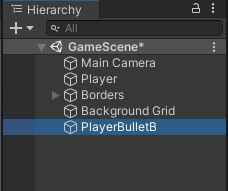 Hierarchy
All
GameScene*
Main Camera
Player
Borders
Background Grid
PlayerBulletB